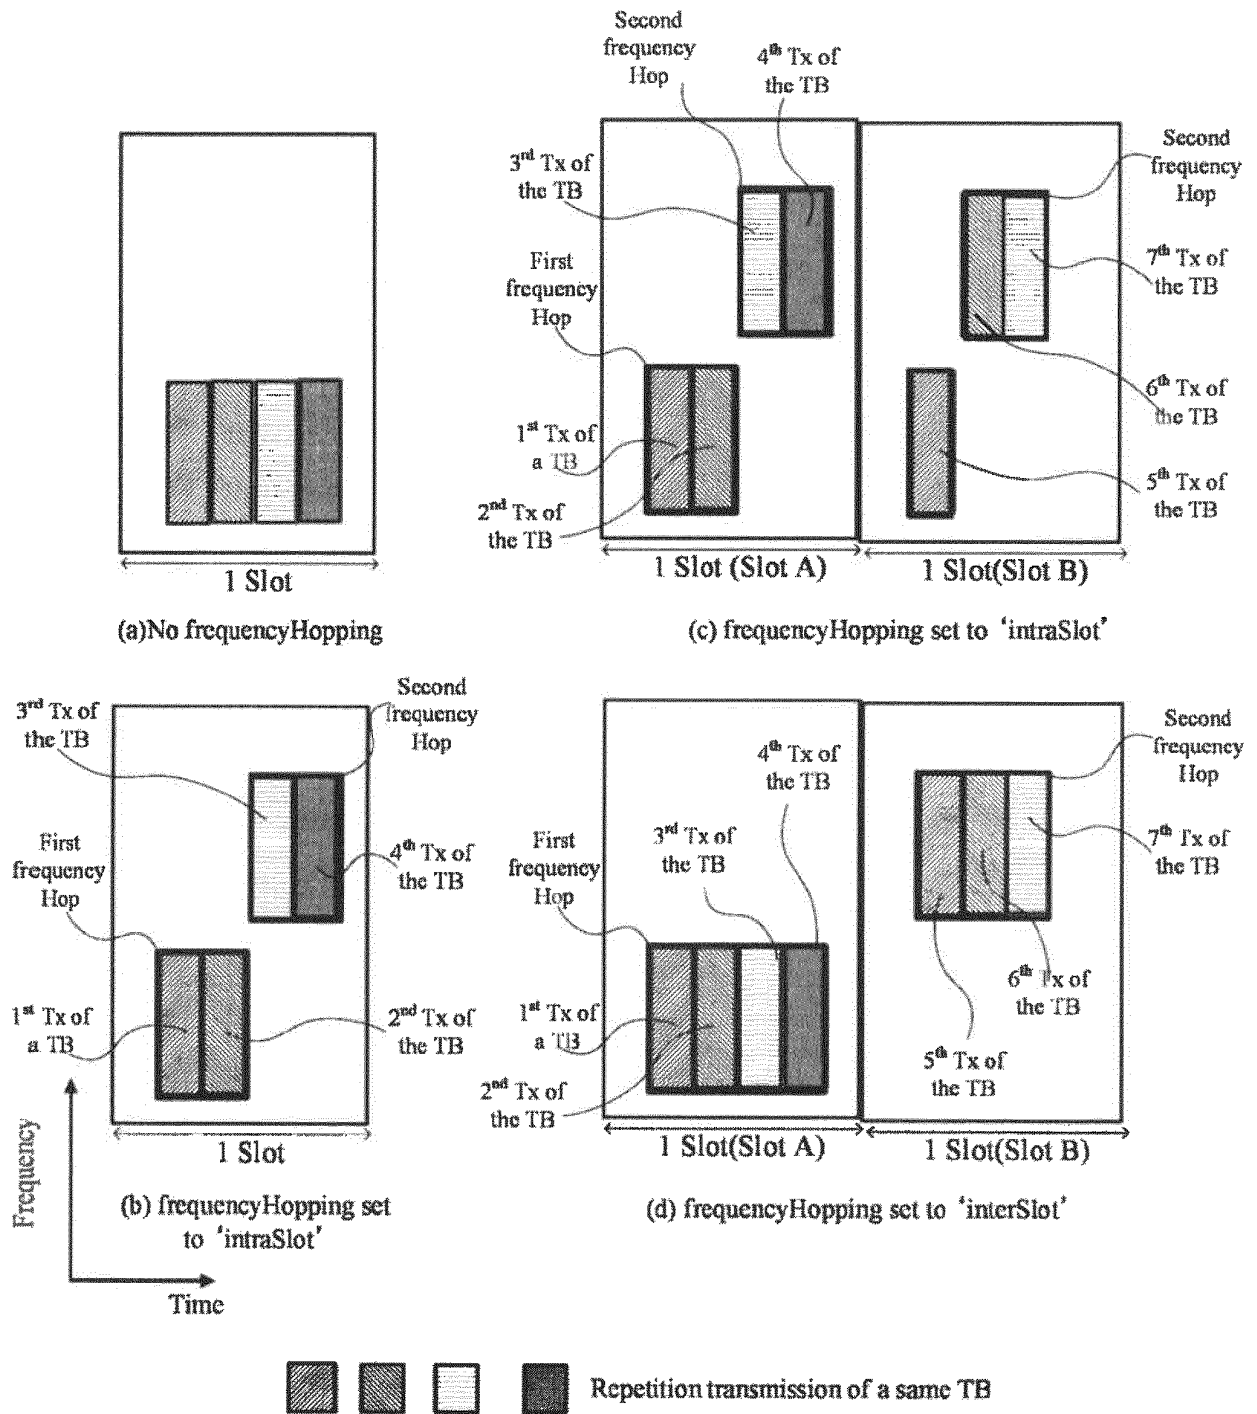 1 Slot
(a)No frequencyHopping
Second
frequency
Hop
4th Tx of
the TB
3rd Tx of
the TB
First
frequency
Hop
1st Tx of
a TB
2nd Tx of
the TB
Second
frequency
Hop
7th Tx of
the TB
6th Tx of
the TB
5th Tx of
the TB
1 Slot (Slot A)
1 Slot(Slot B)
(c) frequencyHopping set to ‘intraSlot’
3rd Tx of
the TB
Second
frequency
Hop
First
frequency
Hop
4th Tx of
the TB
1st Tx of
a TB
2nd Tx of
the TB
1 Slot
(b) frequencyHopping set
to ‘intraSlot’
Frequency
Time
4th Tx of
the TB
3rd Tx of
the TB
First
frequency
Hop
1st Tx of
a TB
2nd Tx of
the TB
Second
frequency
Hop
7th Tx of
the TB
6th Tx of
the TB
5th Tx of
the TB
1 Slot(Slot A)
1 Slot(Slot B)
(d) frequencyHopping set to ‘interSlot’
Repetition transmission of a same TB